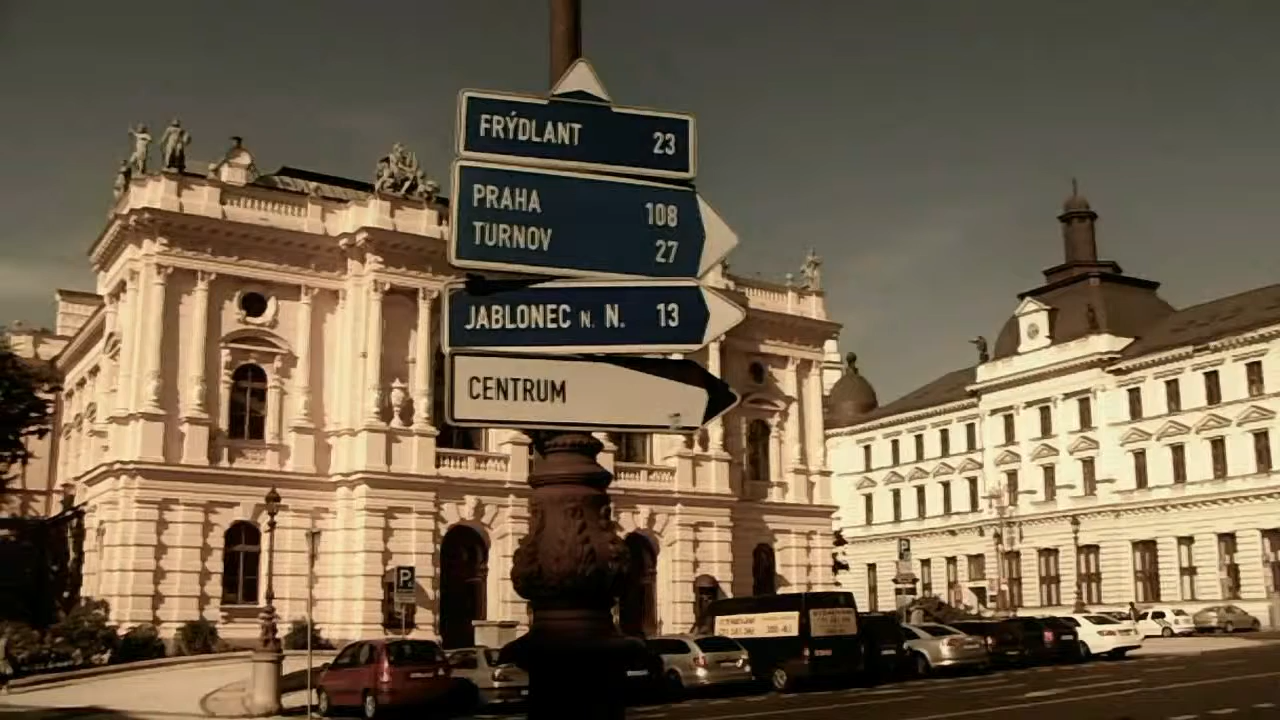 FRÝDLANT 23
PRAHA 108
TURNOV 27
JABLONEC N. N. 13
CENTRUM
P
P